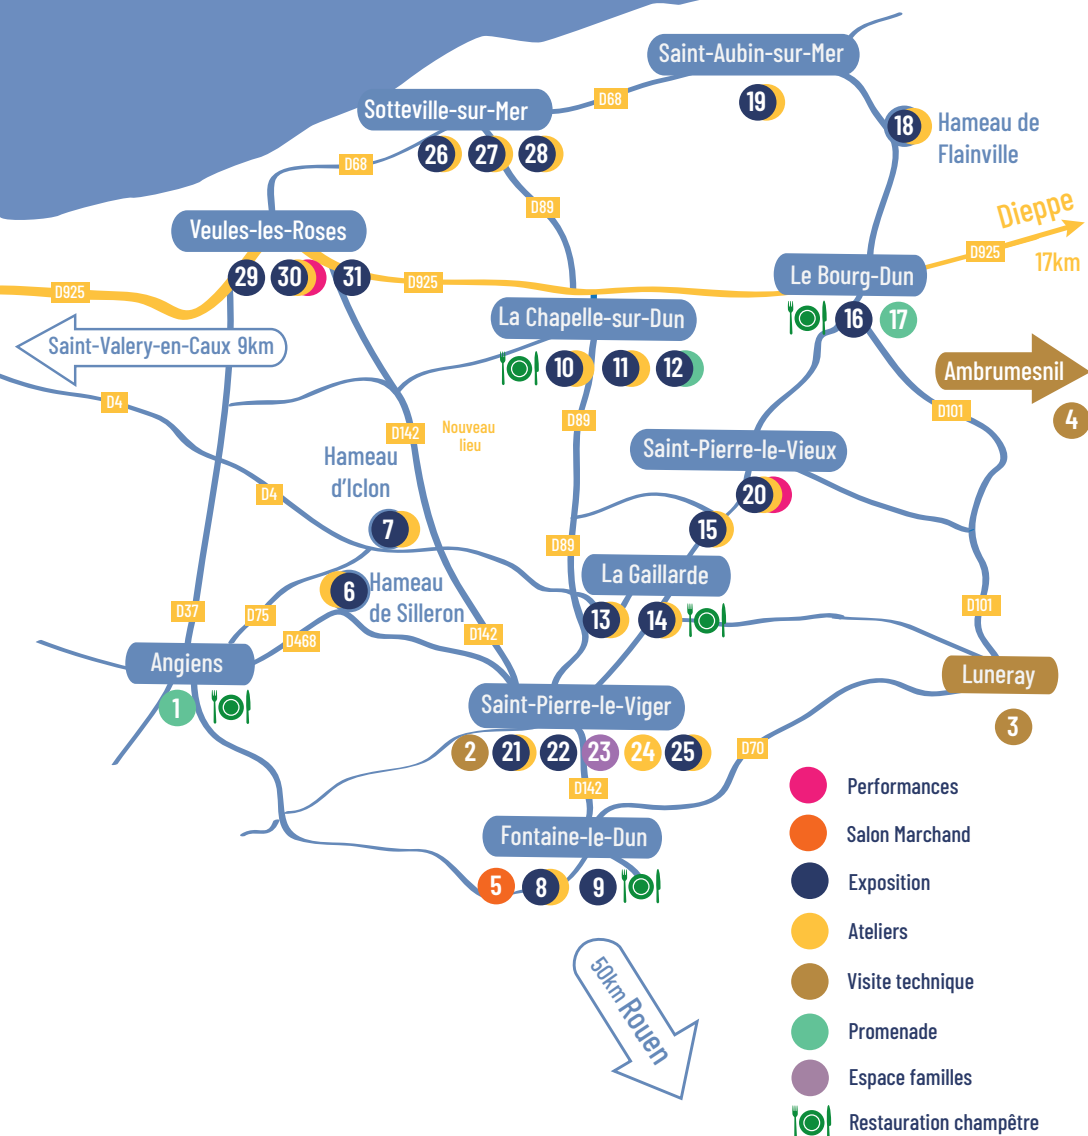 Saint-Aubin-sur-Mer
19
D68
Sotteville-sur-Mer
26
27
28
18
Hameau de
Flainville
D68
D89
Veules-les-Roses
29
30
31
D925
D925
Dieppe
17km
D925
Le Bourg-Dun
16
17
La Chapelle-sur-Dun
10
11
12
Saint-Valery-en-Caux 9km
Ambrumesnil
4
D4
D142
Nouveau
lieu
D89
D101
Saint-Pierre-le-Vieux
20
15
Hameau
d'Iclon
7
D4
D89
La Gaillarde
13
14
6
Hameau
de Silleron
D37
D75
D468
D142
D101
Angiens
1
Luneray
3
Saint-Pierre-le-Viger
2
21
22
23
24
25
D70
D142
Fontaine-le-Dun
5
8
9
50km Rouen
Performances
Salon Marchand
Exposition
Ateliers
Visite technique
Promenade
Espace familles
Restauration champêtre